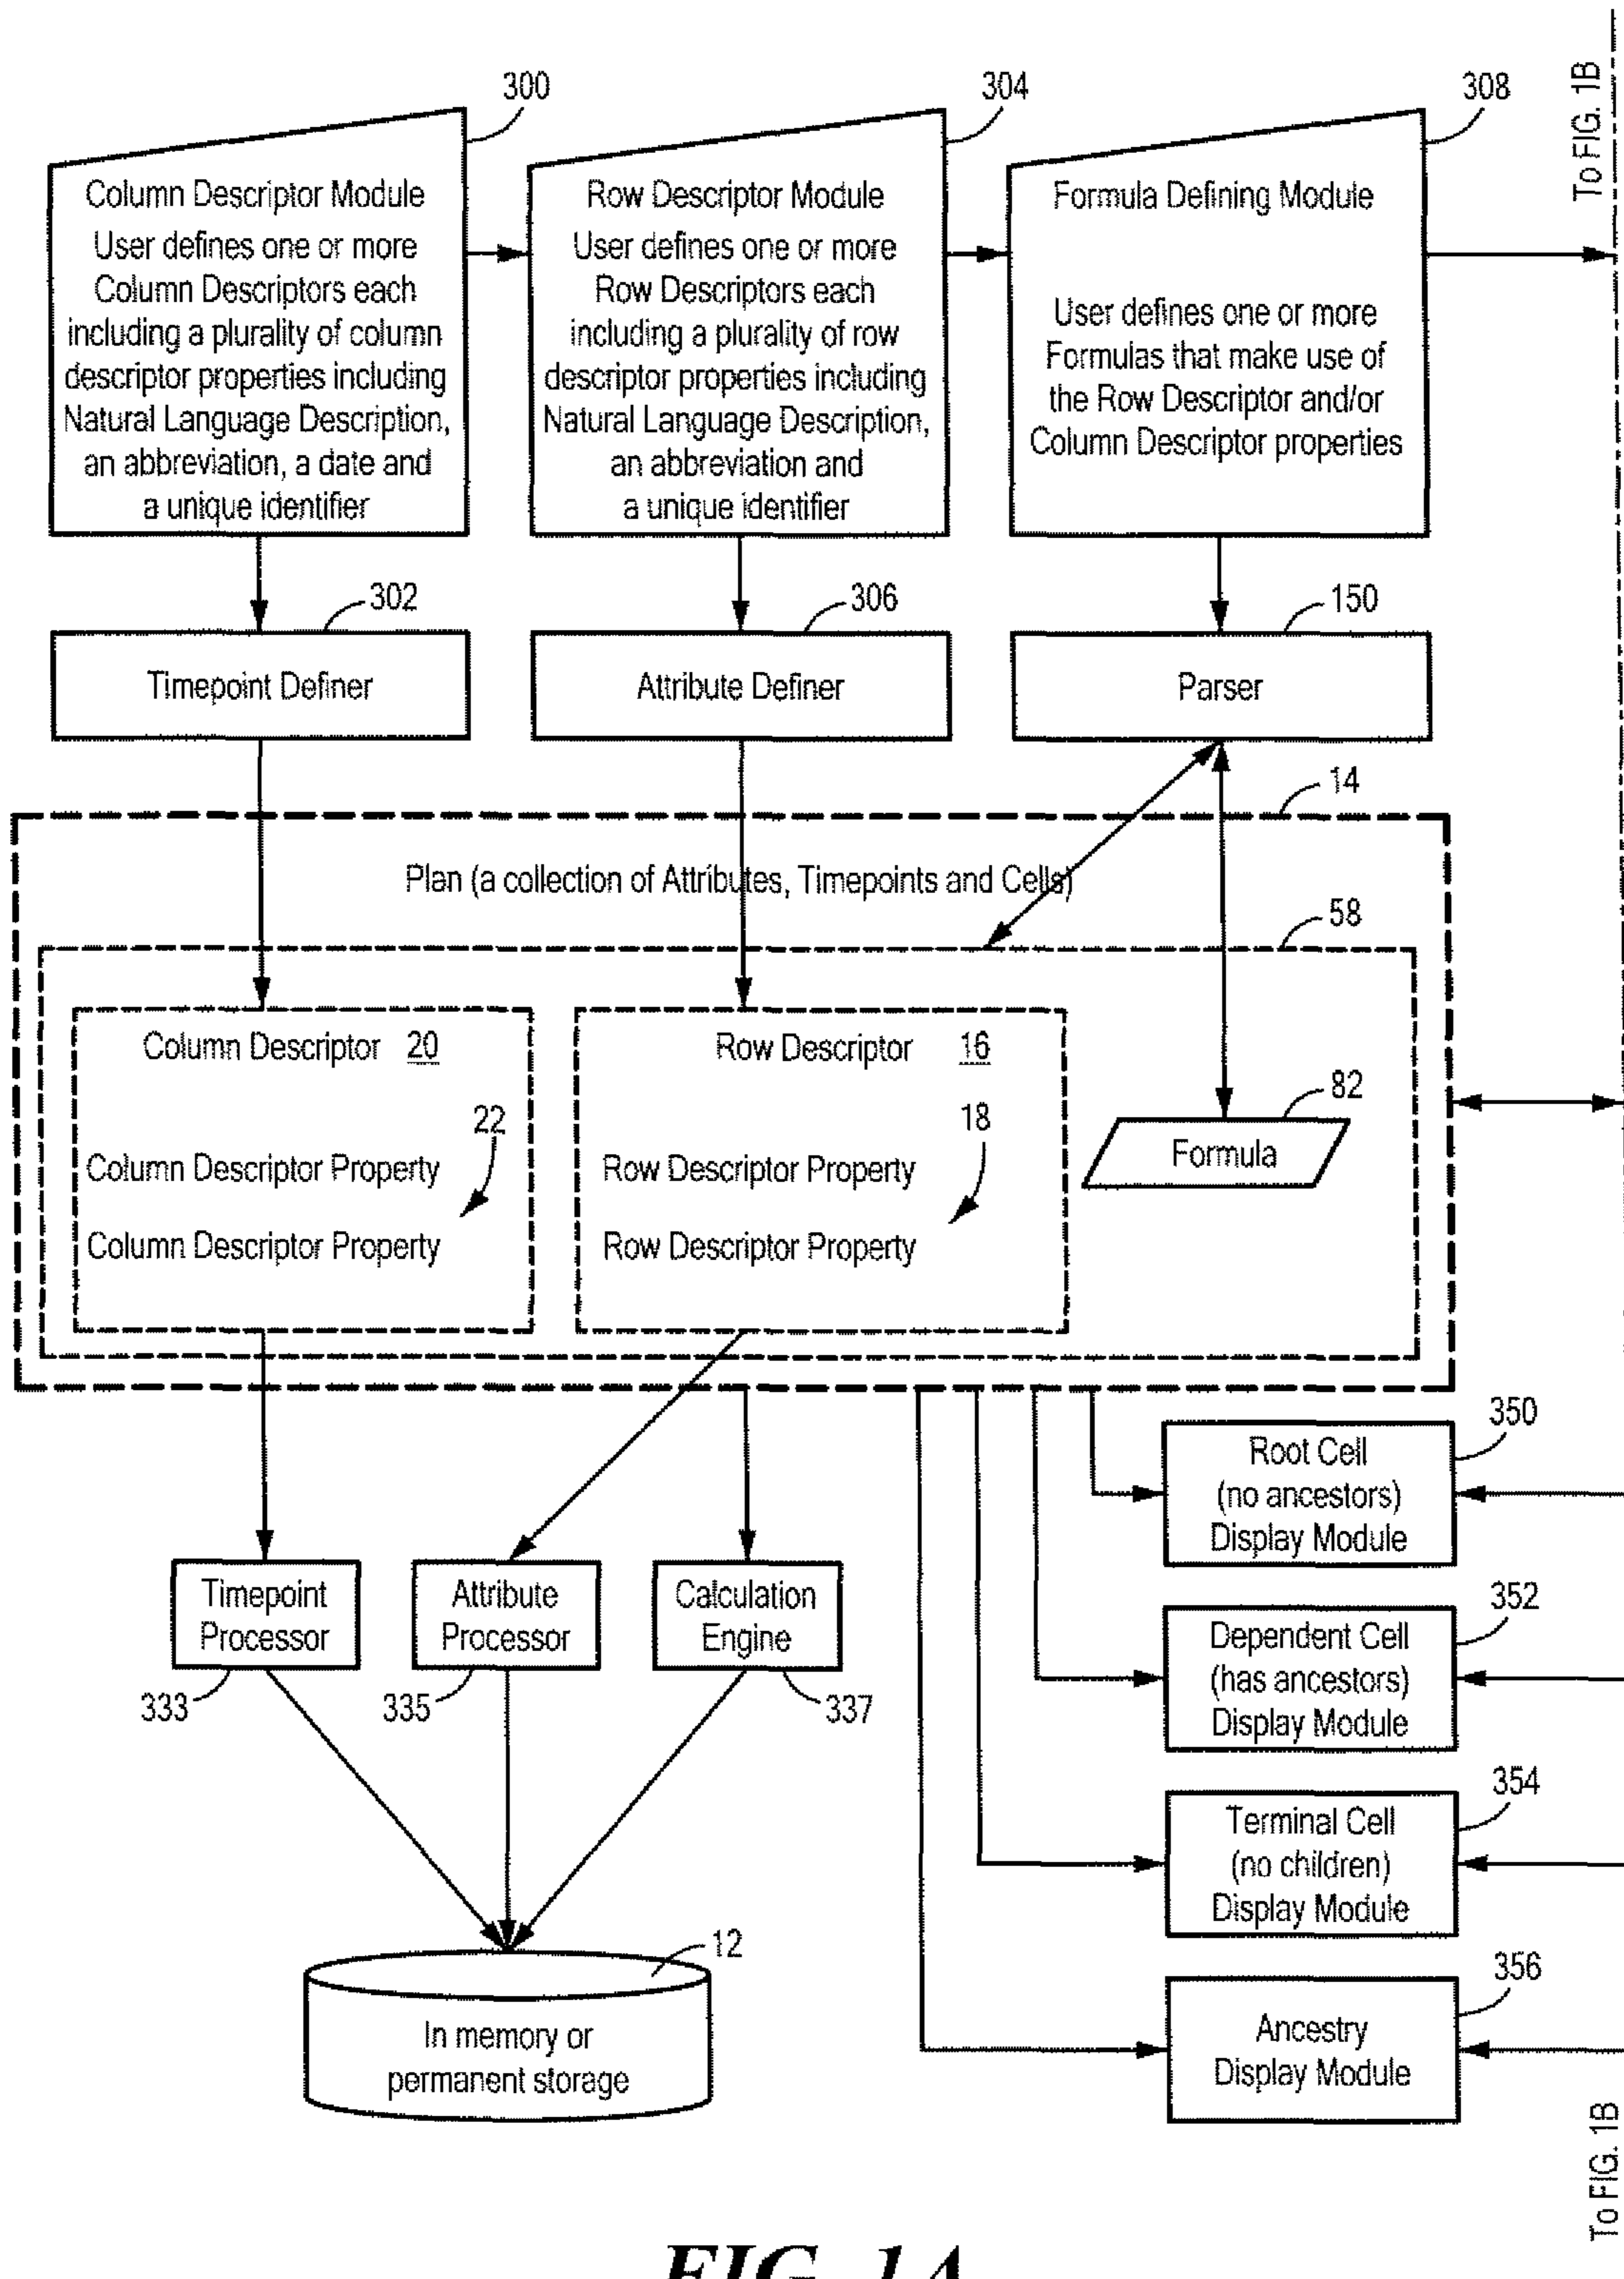 300
304
308
To FIG. 1B
Column Descriptor Module
User defines one or more
Column Descriptors each
including a plurality of column
descriptor properties including
Natural Language Description,
an abbreviation, a date and
a unique identifier
Row Descriptor Module
User defines one or more
Row Descriptors each
including a plurality of row
descriptor properties including
Natural Language Description,
an abbreviation and
a unique identifier
Formula Defining Module
User defines one or more
Formulas that make use of
the Row Descriptor and/or
Column Descriptor properties
302
306
150
Timepoint Definer
Attribute Definer
Parser
14
Plan (a collection of Attributes, Timepoints and Cells)
58
Column Descriptor 20
22
Column Descriptor Property
Column Descriptor Property
Row Descriptor 16
18
Row Descriptor Property
Row Descriptor Property
82
Formula
350
Root Cell
(no ancestors)
Display Module
352
Dependent Cell
(has ancestors)
Display Module
354
Terminal Cell
(no children)
Display Module
356
Ancestry
Display Module
Timepoint
Processor
333
Attribute
Processor
335
Calculation
Engine
337
12
In memory or
permanent storage
To FIG. 1B
FIG. 1A